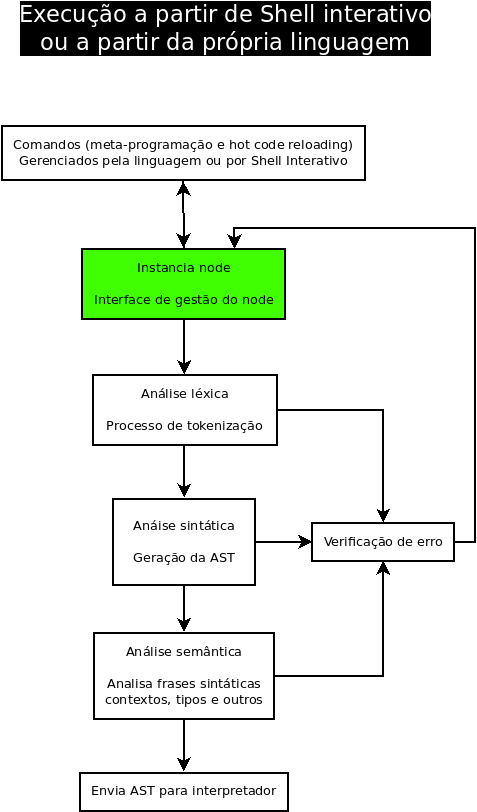 Execução a partir de Shell interativo
ou a partir da própria linguagem
Comandos (meta-programação e hot code reloading)
Gerenciados pela linguagem ou por Shell Interativo
Instancia node
Interface de gestão do node
Análise léxica
Processo de tokenização
Anáise sintática
Geração da AST
Verificação de erro
Análise semântica
Analisa frases sintáticas
contextos, tipos e outros
Envia AST para interpretador